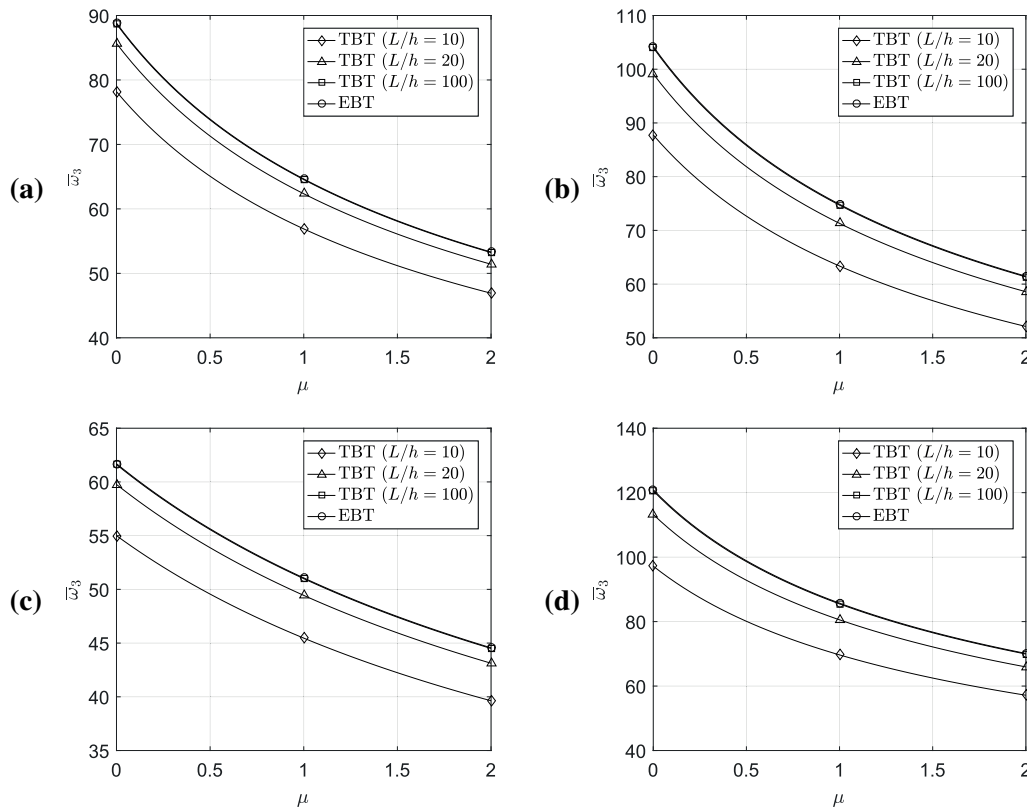 (a)
90
80
70
60
50
40
ω̅₃
0 0.5 1 1.5 2
μ
TBT (L/h = 10)
TBT (L/h = 20)
TBT (L/h = 100)
EBT
(b)
110
100
90
80
70
60
50
ω̅₃
0 0.5 1 1.5 2
μ
TBT (L/h = 10)
TBT (L/h = 20)
TBT (L/h = 100)
EBT
(c)
65
60
55
50
45
40
35
ω̅₃
0 0.5 1 1.5 2
μ
TBT (L/h = 10)
TBT (L/h = 20)
TBT (L/h = 100)
EBT
(d)
140
120
100
80
60
40
ω̅₃
0 0.5 1 1.5 2
μ
TBT (L/h = 10)
TBT (L/h = 20)
TBT (L/h = 100)
EBT